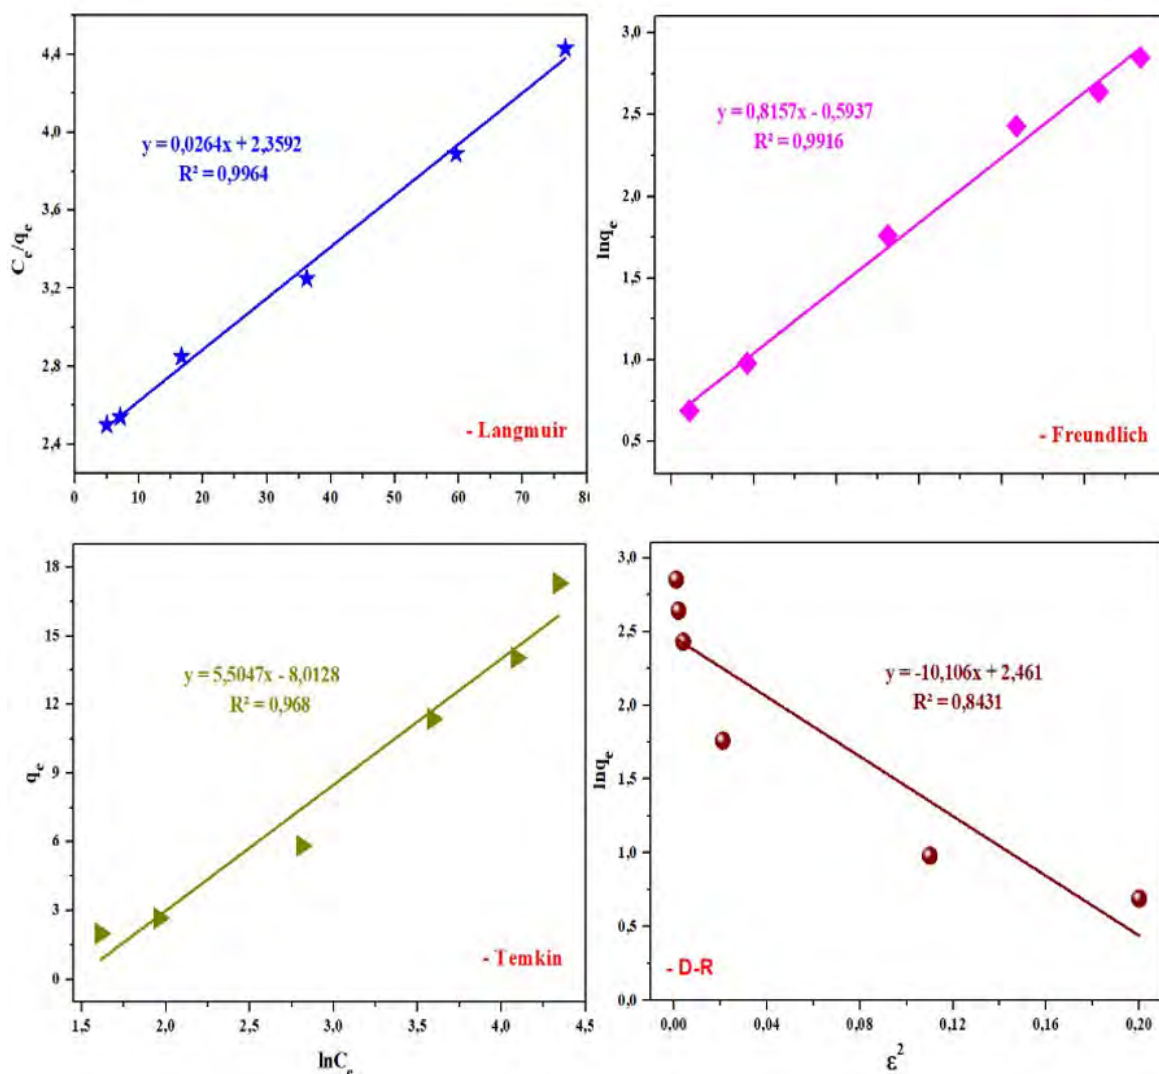 4,4
4,0
3,6
3,2
2,8
2,4
C_e/q_e
y = 0,0264x + 2,3592
R² = 0,9964
- Langmuir
0 10 20 30 40 50 60 70 80
3,0
2,5
2,0
1,5
1,0
0,5
lnq_e
y = 0,8157x - 0,5937
R² = 0,9916
- Freundlich
18
15
12
9
6
3
0
q_e
y = 5,5047x - 8,0128
R² = 0,968
- Temkin
1,5 2,0 2,5 3,0 3,5 4,0 4,5
lnC_e
3,0
2,5
2,0
1,5
1,0
0,5
0,0
lnq_e
y = -10,106x + 2,461
R² = 0,8431
- D-R
0,00 0,04 0,08 0,12 0,16 0,20
ε²